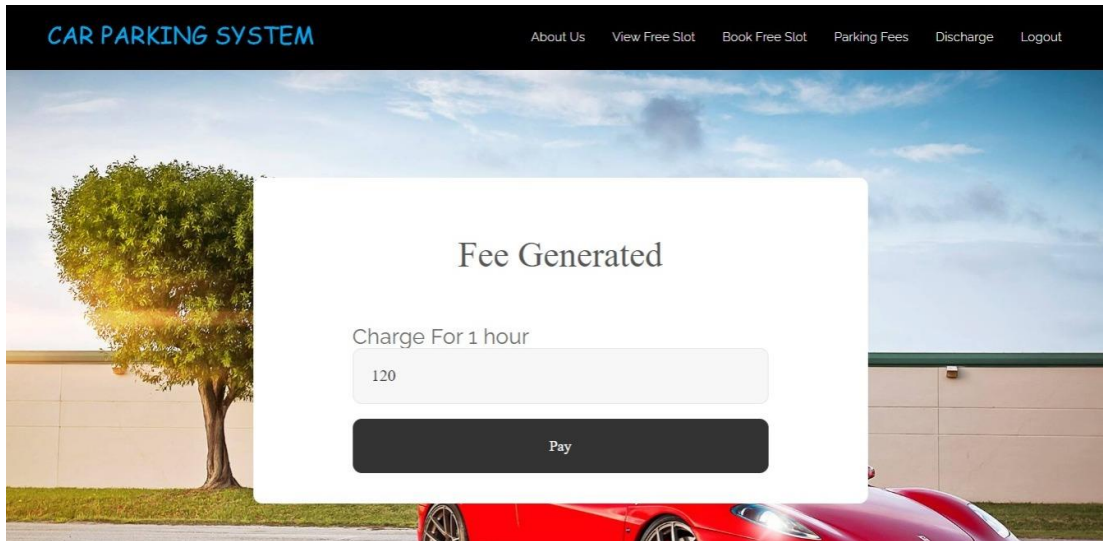 CAR PARKING SYSTEM
About Us View Free Slot Book Free Slot Parking Fees Discharge Logout
Fee Generated
Charge For 1 hour
120
Pay